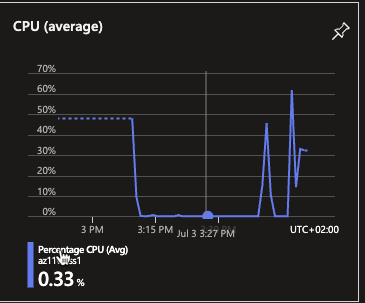 CPU (average)
70%
60%
50%
40%
30%
20%
10%
0%
3 PM
3:15 PM
Jul 3 3:27 PM
UTC+02:00
Percentage CPU (Avg)
0.33 %